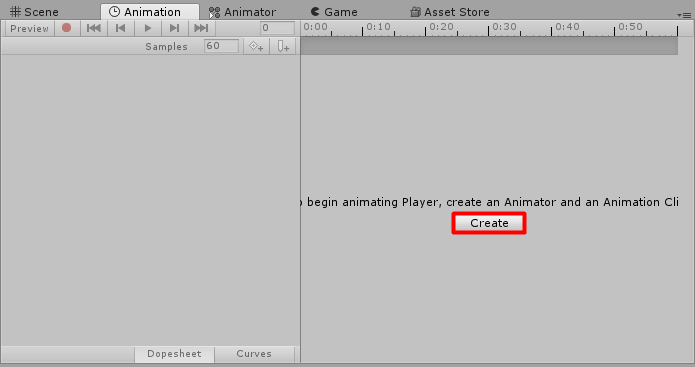 Scene Animation Animator Game Asset Store
Preview 0 0:00 0:10 0:20 0:30 0:40 0:50
Samples 60
begin animating Player, create an Animator and an Animation Cli
Create
Dopesheet Curves